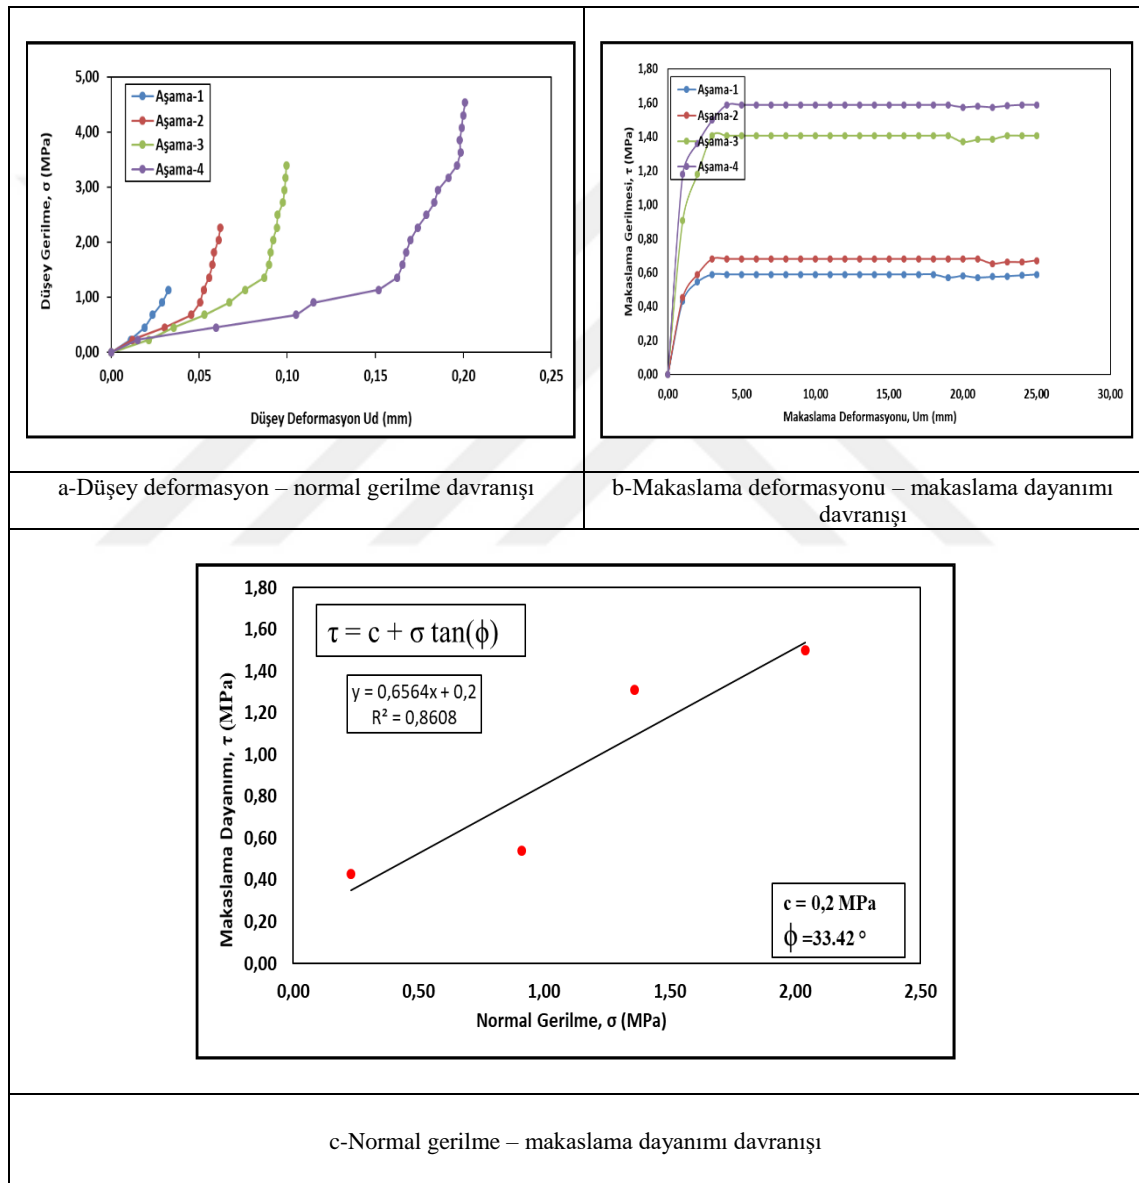 5,00
4,00
3,00
2,00
1,00
0,00
Düşey Gerilme, σ (MPa)
Aşama-1
Aşama-2
Aşama-3
Aşama-4
0,00 0,05 0,10 0,15 0,20 0,25
Düşey Deformasyon Ud (mm)
1,80
1,60
1,40
1,20
1,00
0,80
0,60
0,40
0,20
0,00
Makaslama Gerilmesi, τ (MPa)
Aşama-1
Aşama-2
Aşama-3
Aşama-4
0,00 5,00 10,00 15,00 20,00 25,00 30,00
Makaslama Deformasyonu, Um (mm)
a-Düşey deformasyon – normal gerilme davranişi
b-Makaslama deformasyonu – makaslama dayanımı
davranışı
1,80
1,60
1,40
1,20
1,00
0,80
0,60
0,40
0,20
0,00
Makaslama Dayanımı, τ (MPa)
τ = c + σ tan(ϕ)
y = 0,6564x + 0,2
R² = 0,8608
c = 0,2 MPa
ϕ =33.42 °
0,00 0,50 1,00 1,50 2,00 2,50
Normal Gerilme, σ (MPa)
c-Normal gerilme – makaslama dayanımı davranışı